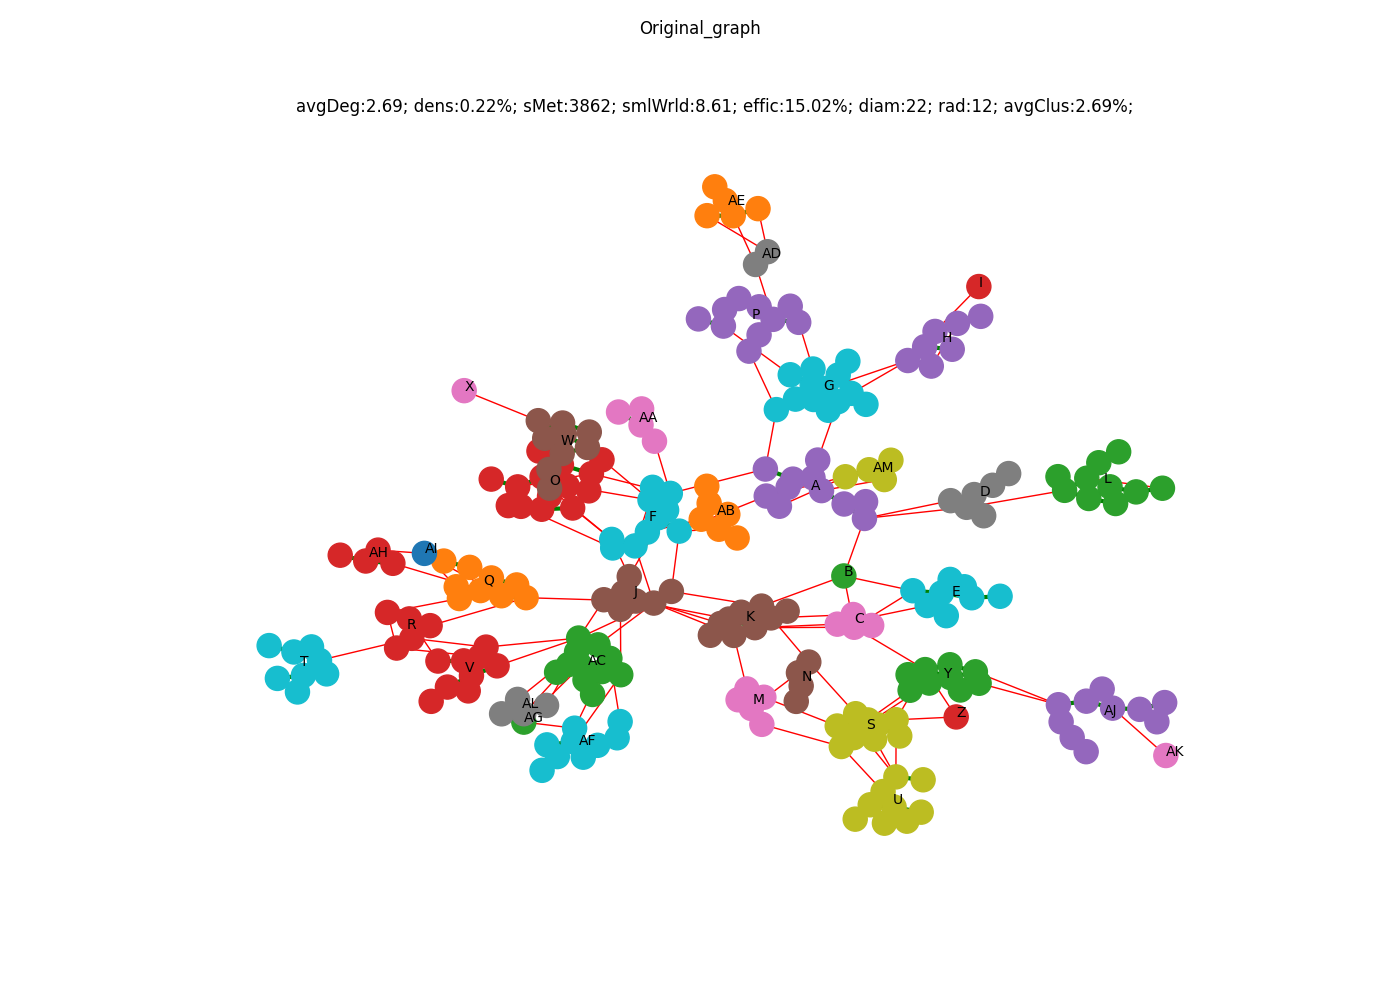 Original_graph
avgDeg:2.69; dens:0.22%; sMet:3862; smlWrld:8.61; effic:15.02%; diam:22; rad:12; avgClus:2.69%;
AE
AD
I
P
H
G
X
AA
W
AM
O
L
A
D
AB
F
AI
AH
B
Q
J
E
K
C
R
AC
T
V
Y
N
M
AL
AJ
Z
AG
S
AF
AK
U